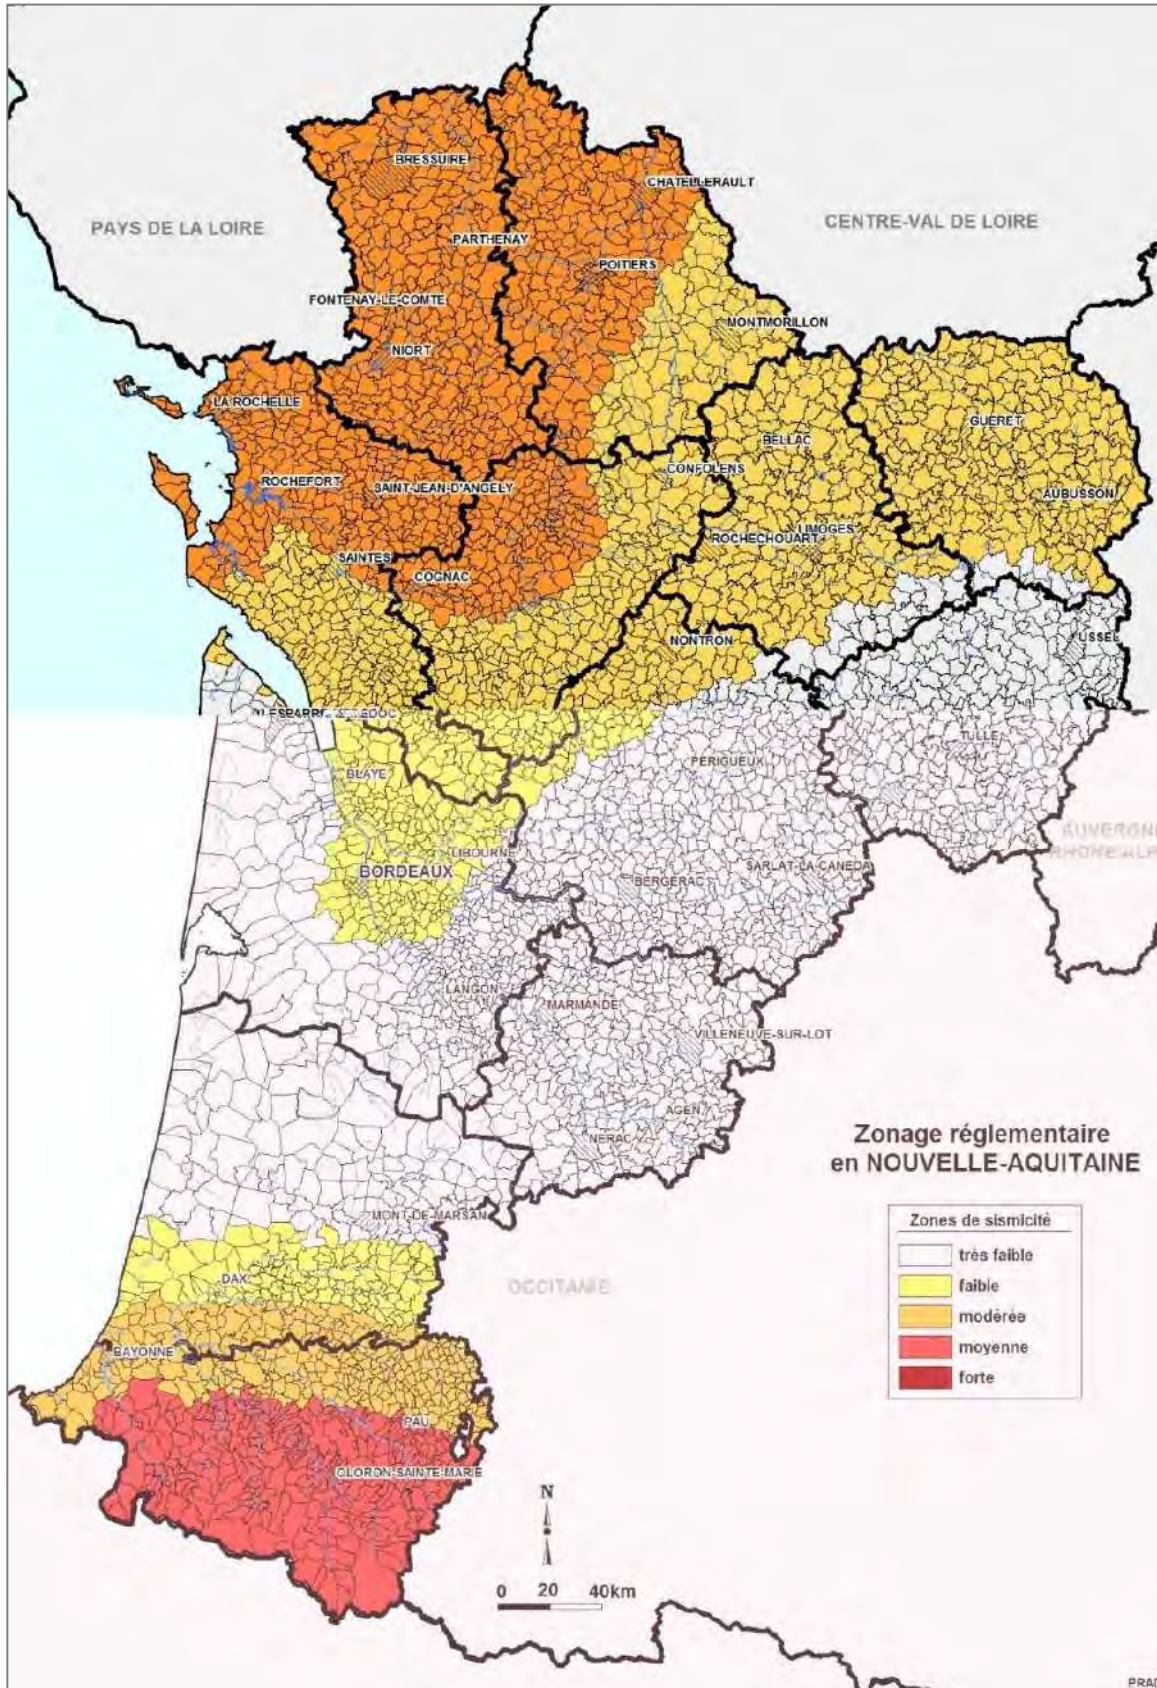 BRESSUIRE
CHATELLERAULT
PAYS DE LA LOIRE
CENTRE-VAL DE LOIRE
PARTHENAY
POITIERS
FONTENAY-LE-COMTE
MONTMORILLON
NIORT
LA ROCHELLE
GUERET
BELLAC
CONFOLENS
ROCHEFORT
SAINT-JEAN-D'ANGELY
AUBUSSON
LIMOGES
ROCHECHOUART
SAINTES
COGNAC
NONTRON
USSEL
TULLE
PÉRIGUEUX
BLAYE
AUVERGNE
LIBOURNE
SARLAT-LA-CANEDA
BORDEAUX
BERGERAC
LANGON
MARMANDE
VILLENEUVE-SUR-LOT
AGEN
NERAC
Zonage réglementaire
en NOUVELLE-AQUITAINE
MONT-DE-MARSAN
Zones de sismicité
très faible
faible
modérée
moyenne
forte
DAX
OCCITANIE
BAYONNE
PAU
OLORON-SAINTE-MARIE
N
0 20 40km